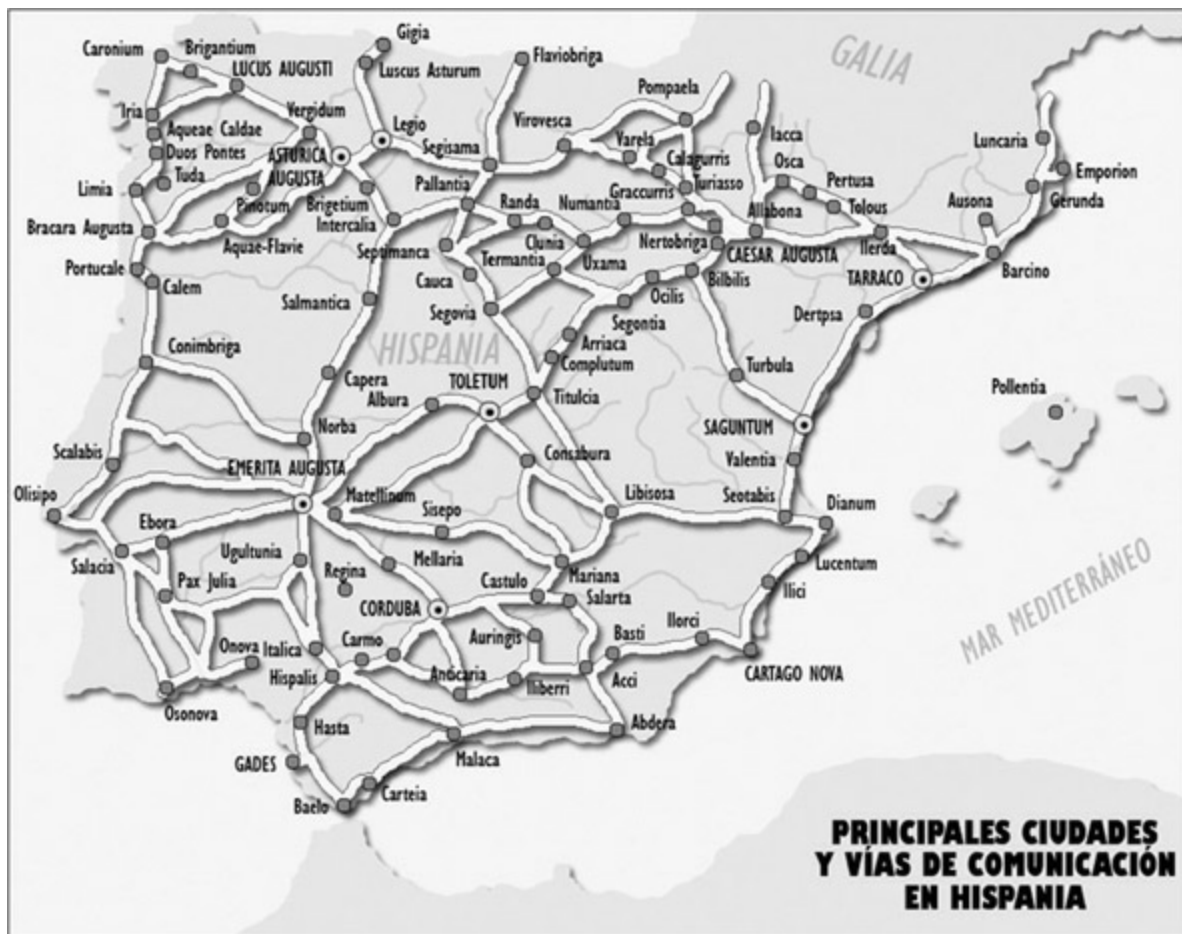 Gigia
Caronium
Brigantium
LUCUS AUGUSTI
Luscus Asturum
Flaviobriga
GALIA
Pompaela
Iria
Vergidum
Legio
Virovesca
Varela
Iacca
Luncaria
Aqueae Caldae
Duos Pontes
ASTURICA
AUGUSTA
Segisama
Calagurris
Osca
Emporion
Limia
Tuda
Pinotum
Brigetium
Pallantia
Graccurris
Turiasso
Pertusa
Gerunda
Bracara Augusta
Aquae-Flavie
Intercalia
Randa
Numantia
Allabona
Tolous
Ausona
Septimanca
Clunia
Nertobriga
CAESAR AUGUSTA
Ilerda
Portucale
Calem
Termantia
Uxama
Bilbilis
TARRACO
Barcino
Cauca
Ocilis
Salmantica
Segovia
Segontia
Dertpsa
Conimbriga
HISPANIA
Arriaca
Complutum
Turbula
Capera
Albura
TOLETUM
Titulcia
Pollentia
Norba
SAGUNTUM
Scalabis
EMERITA AUGUSTA
Consabura
Valentia
Olisipo
Matellinum
Sisepo
Libisosa
Seotabis
Dianum
Ebora
Salacia
Ugultunia
Mellaria
Lucentum
Pax Julia
Regina
Castulo
Mariana
Ilici
MAR MEDITERRÁNEO
CORDUBA
Salarta
Onova
Italica
Carmo
Auringis
Basti
Ilorci
Hispalis
Anticaria
Iliberri
Acci
CARTAGO NOVA
Osonova
Hasta
Abdera
GADES
Malaca
Baelo
Carteia
PRINCIPALES CIUDADES
Y VÍAS DE COMUNICACIÓN
EN HISPANIA